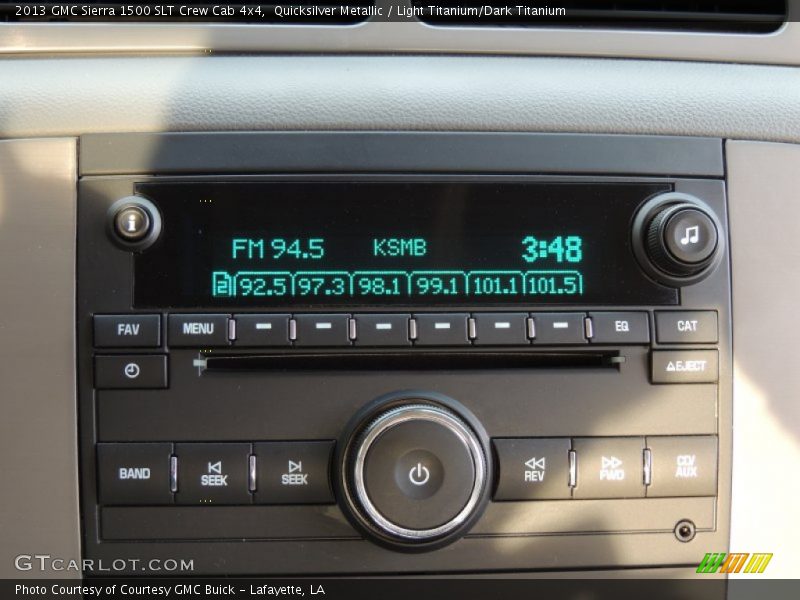 2013 GMC Sierra 1500 SLT Crew Cab 4x4,  Quicksilver Metallic / Light Titanium/Dark Titanium
i
FM 94.5 KSMB 3:48
2 92.5 97.3 98.1 99.1 101.1 101.5
FAV MENU EQ CAT
EJECT
BAND SEEK SEEK REV FWD CD/
AUX
GTCARLOT.COM
Photo Courtesy of Courtesy GMC Buick - Lafayette, LA